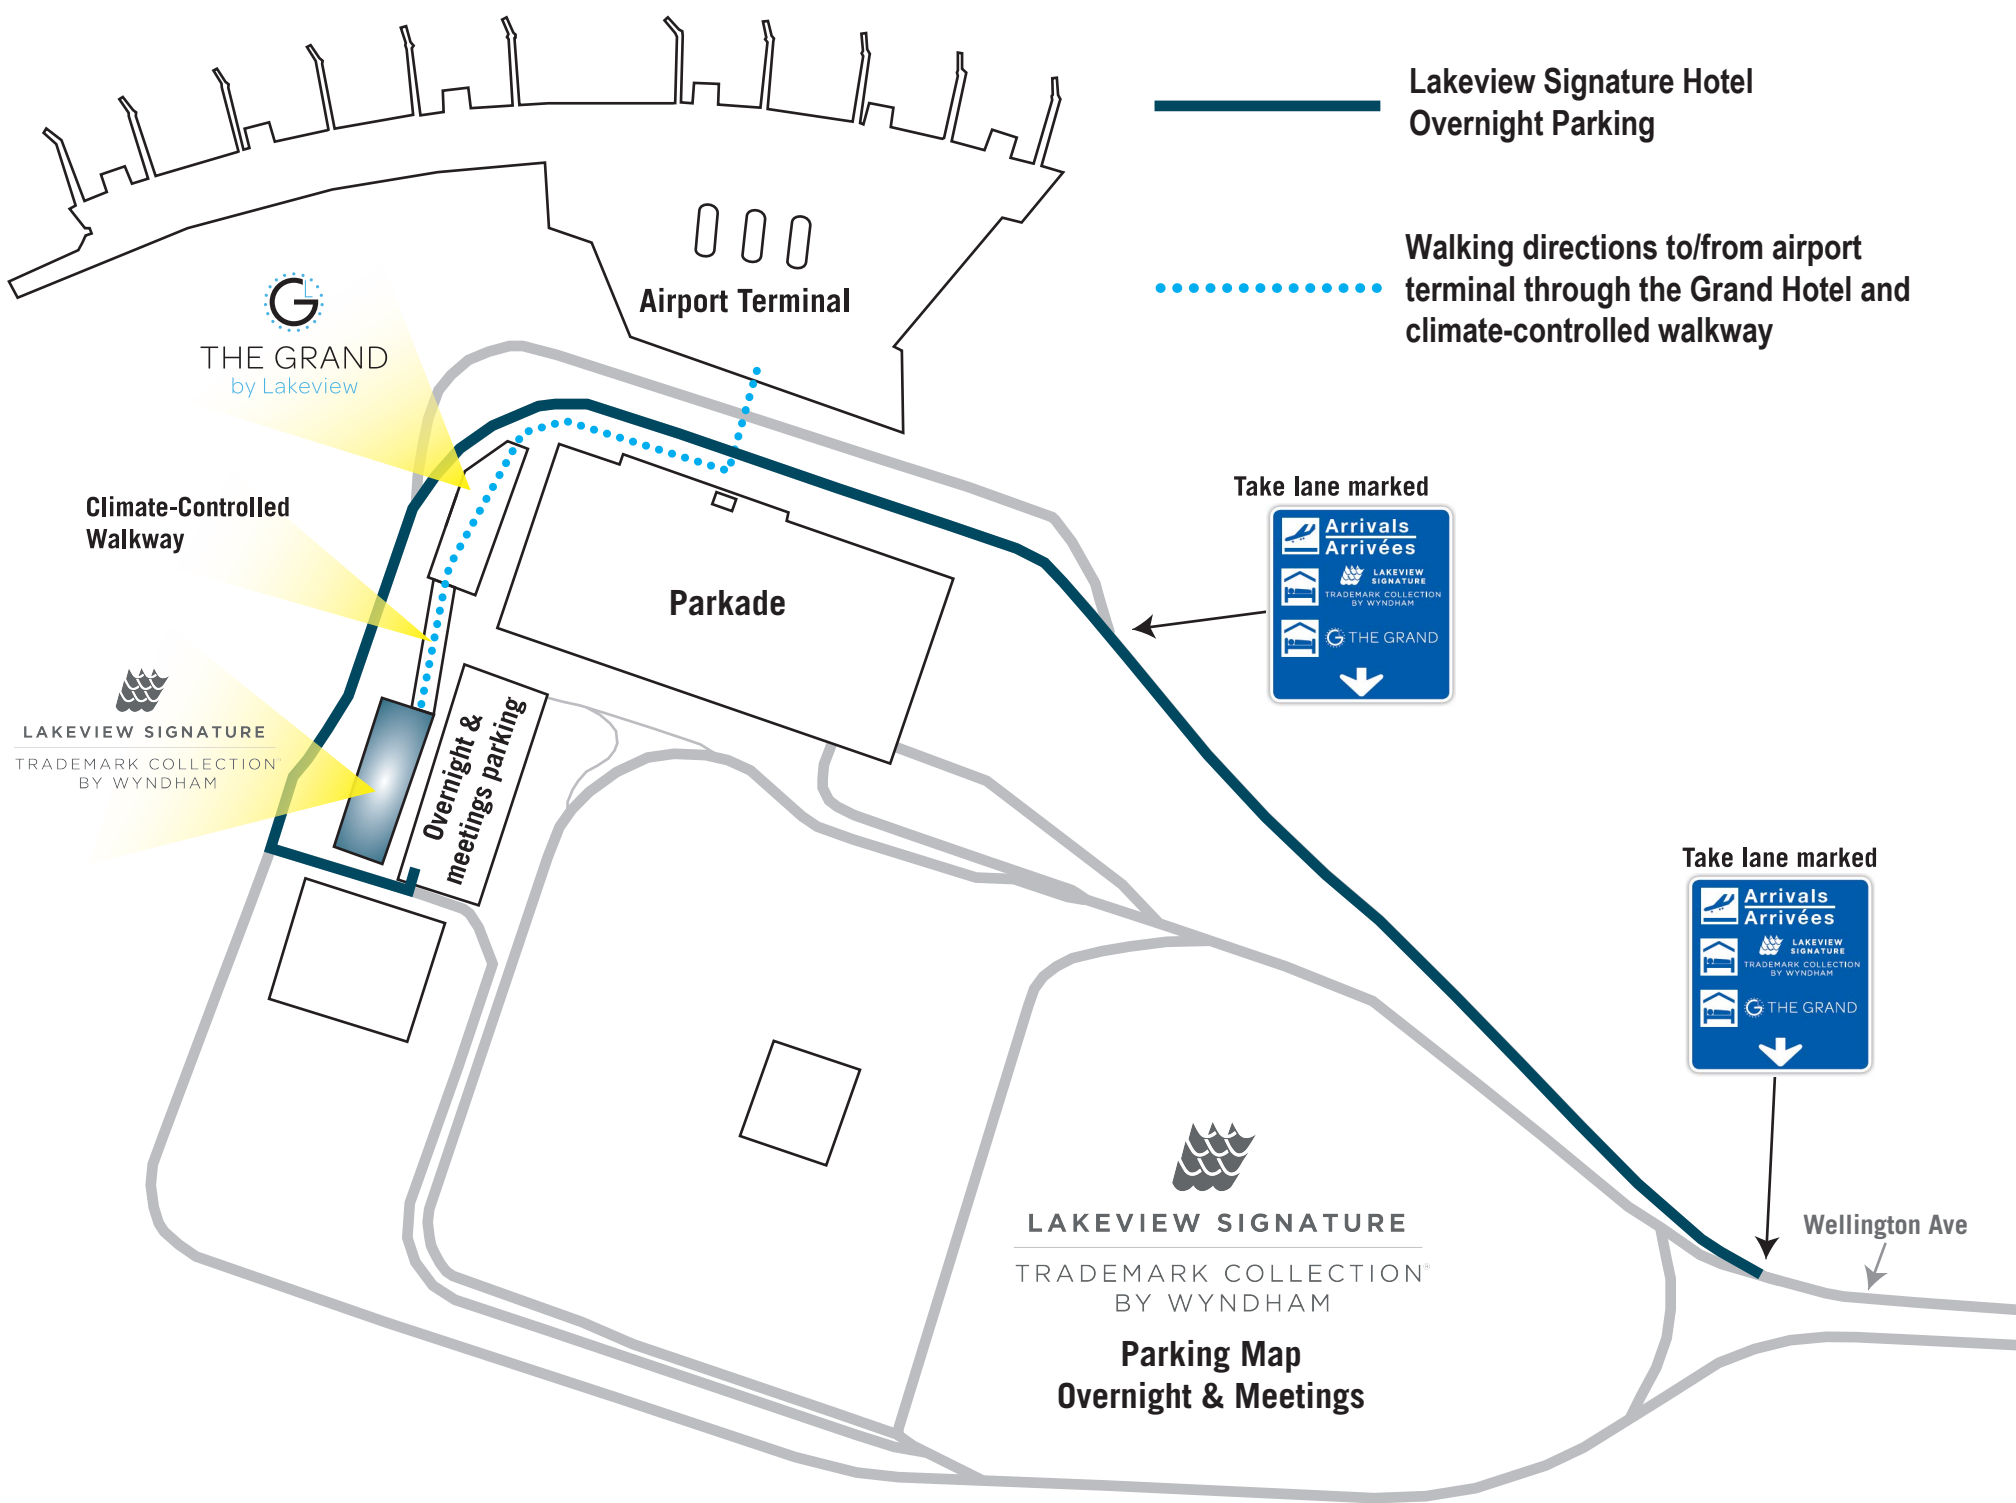 Lakeview Signature Hotel
Overnight Parking
Walking directions to/from airport
terminal through the Grand Hotel and
climate-controlled walkway
Airport Terminal
GL
THE GRAND
by Lakeview
Climate-Controlled
Walkway
Take lane marked
Arrivals
Arrivées
LAKEVIEW
SIGNATURE
TRADEMARK COLLECTION
BY WYNDHAM
G THE GRAND
Parkade
LAKEVIEW SIGNATURE
TRADEMARK COLLECTION
BY WYNDHAM
Overnight &
meetings parking
Take lane marked
Arrivals
Arrivées
LAKEVIEW
SIGNATURE
TRADEMARK COLLECTION
BY WYNDHAM
G THE GRAND
Wellington Ave
LAKEVIEW SIGNATURE
TRADEMARK COLLECTION®
BY WYNDHAM
Parking Map
Overnight & Meetings